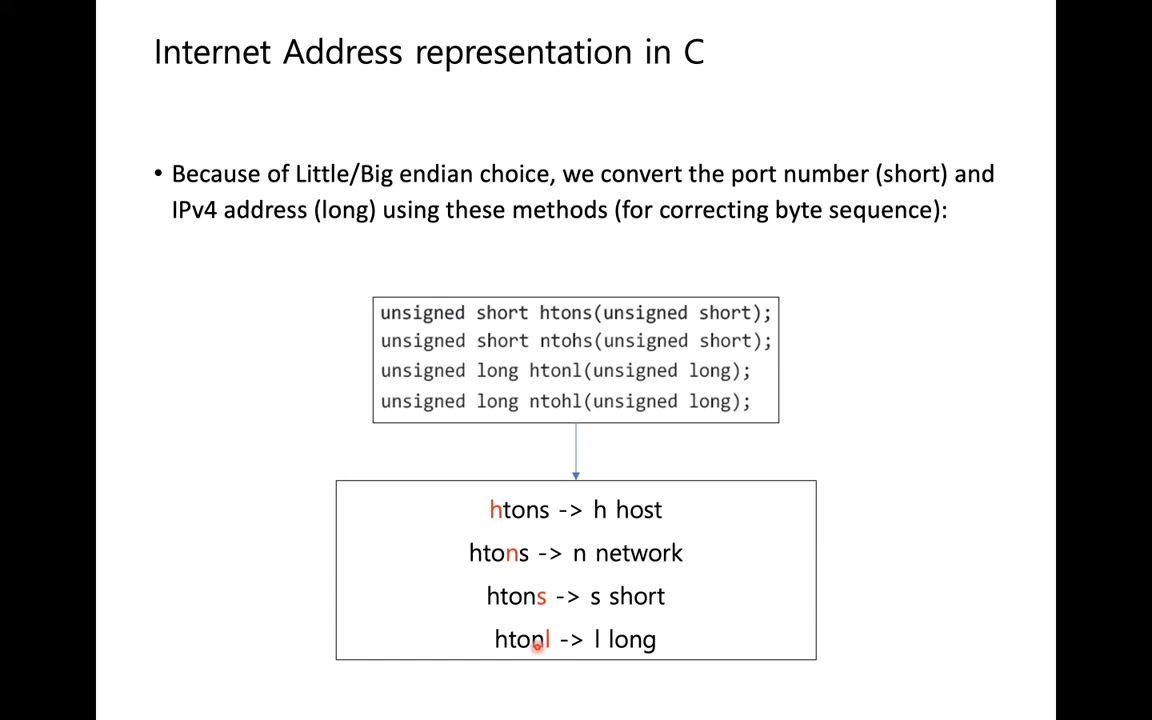 Internet Address representation in C
• Because of Little/Big endian choice, we convert the port number (short) and
IPv4 address (long) using these methods (for correcting byte sequence):
unsigned short htons(unsigned short);
unsigned short ntohs(unsigned short);
unsigned long htonl(unsigned long);
unsigned long ntohl(unsigned long);
htons -> h host
htons -> n network
htons -> s short
htonl -> l long